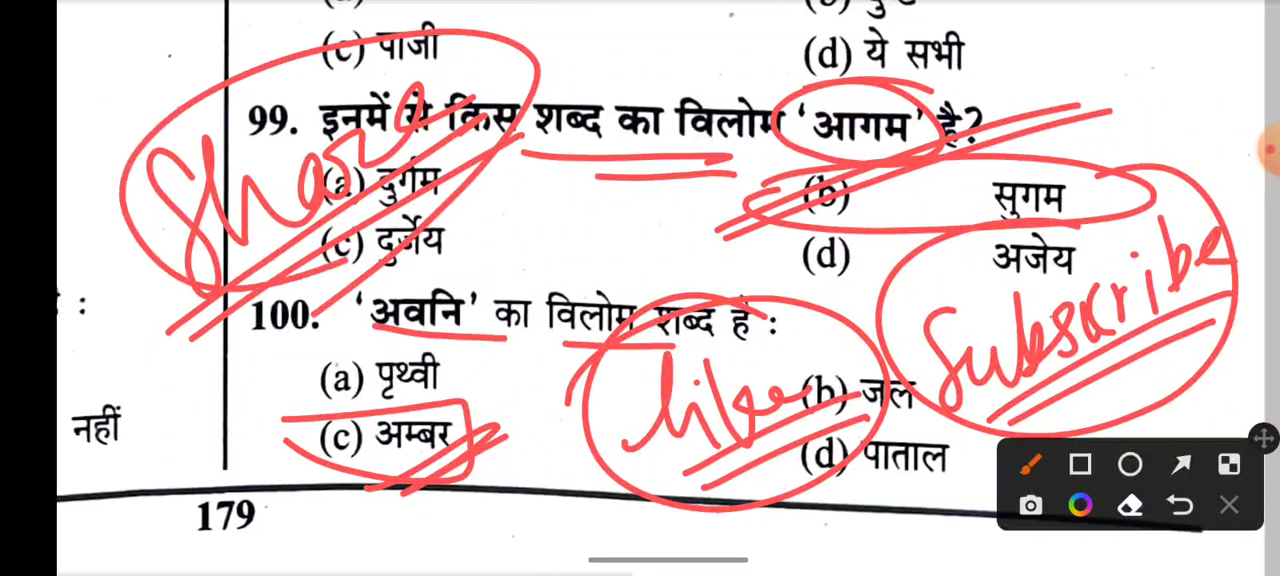 (c) पाजी (d) ये सभी
99. इनमें से किस शब्द का विलोम 'आगम' है?
(a) दुर्गम (b) सुगम
(c) दुर्जेय (d) अजेय
100. 'अवनि' का विलोम शब्द है :
(a) पृथ्वी (b) जल
नहीं (c) अम्बर (d) पाताल
179
Share
like
Subscribe